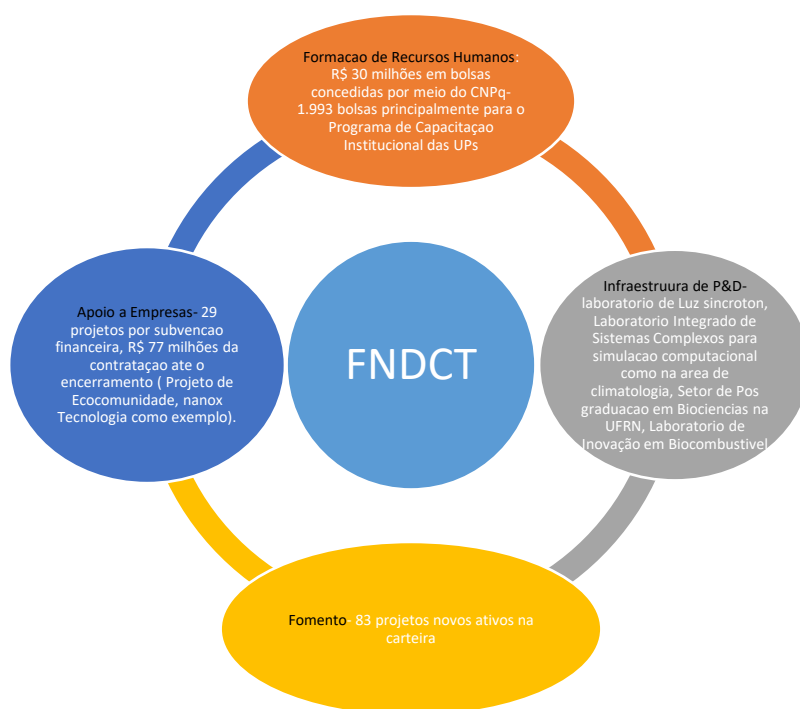 Formacao de Recursos Humanos:
R$ 30 milhões em bolsas
concedidas por meio do CNPq-
1.993 bolsas principalmente para o
Programa de Capacitaçao
Institucional das UPs
Apoio a Empresas- 29
projetos por subvencao
financeira, R$ 77 milhões da
contrataçao ate o
encerramento ( Projeto de
Ecocomunidade, nanox
Tecnologia como exemplo).
FNDCT
Infraestruura de P&D-
laboratorio de Luz sincroton,
Laboratorio Integrado de
Sistemas Complexos para
simulacao computacional
como na area de
climatologia, Setor de Pos
graduacao em Biociencias na
UFRN, Laboratorio de
Inovação em Biocombustivel
Fomento- 83 projetos novos ativos na
carteira